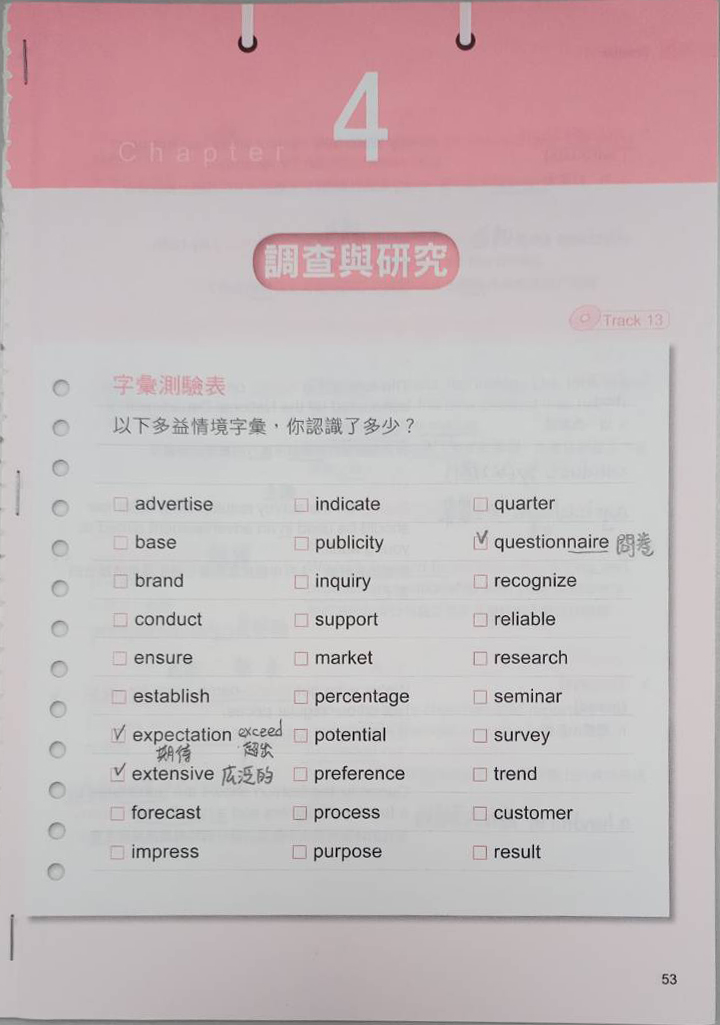 Chapter 4
調查與研究
Track 13
字彙測驗表
以下多益情境字彙，你認識了多少？
advertise indicate quarter
base publicity questionnaire 問卷
brand inquiry recognize
conduct support reliable
ensure market research
establish percentage seminar
expectation exceed potential survey
期待 超出
extensive 広泛的 preference trend
forecast process customer
impress purpose result
53